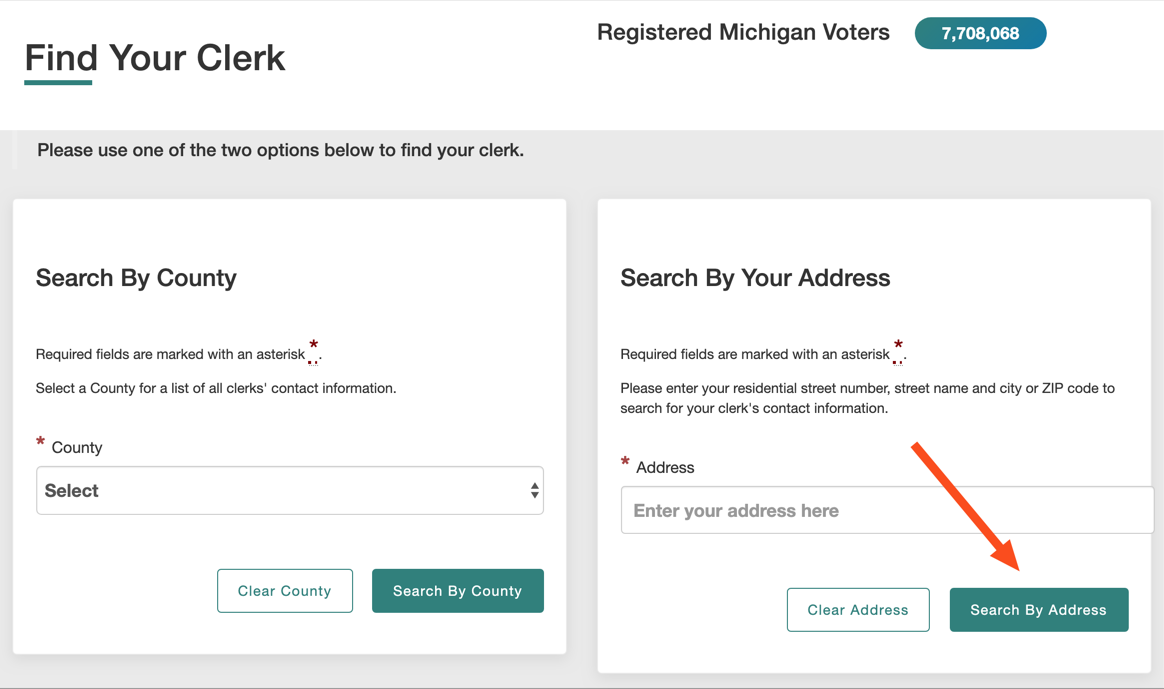 Find Your Clerk
Registered Michigan Voters 7,708,068
Please use one of the two options below to find your clerk.
Search By County
Required fields are marked with an asterisk * .
Select a County for a list of all clerks' contact information.
* County
Select
Clear County
Search By County
Search By Your Address
Required fields are marked with an asterisk * .
Please enter your residential street number, street name and city or ZIP code to
search for your clerk's contact information.
* Address
Enter your address here
Clear Address
Search By Address